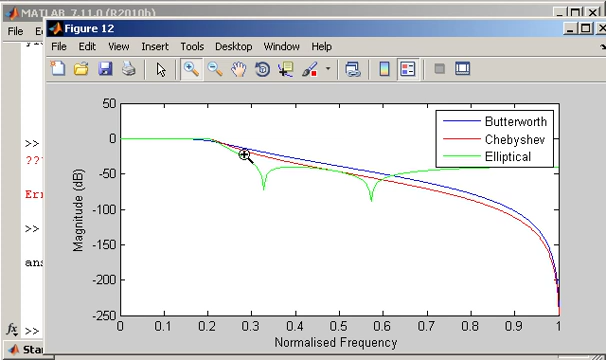 MATLAB 7.11.0 (R2010b)
Figure 12
File
File Edit View Insert Tools Desktop Window Help
>>
???
Err
>>
ans
fx >>
Star
50
0
-50
-100
-150
-200
-250
Magnitude (dB)
Butterworth
Chebyshev
Elliptical
0 0.1 0.2 0.3 0.4 0.5 0.6 0.7 0.8 0.9 1
Normalised Frequency